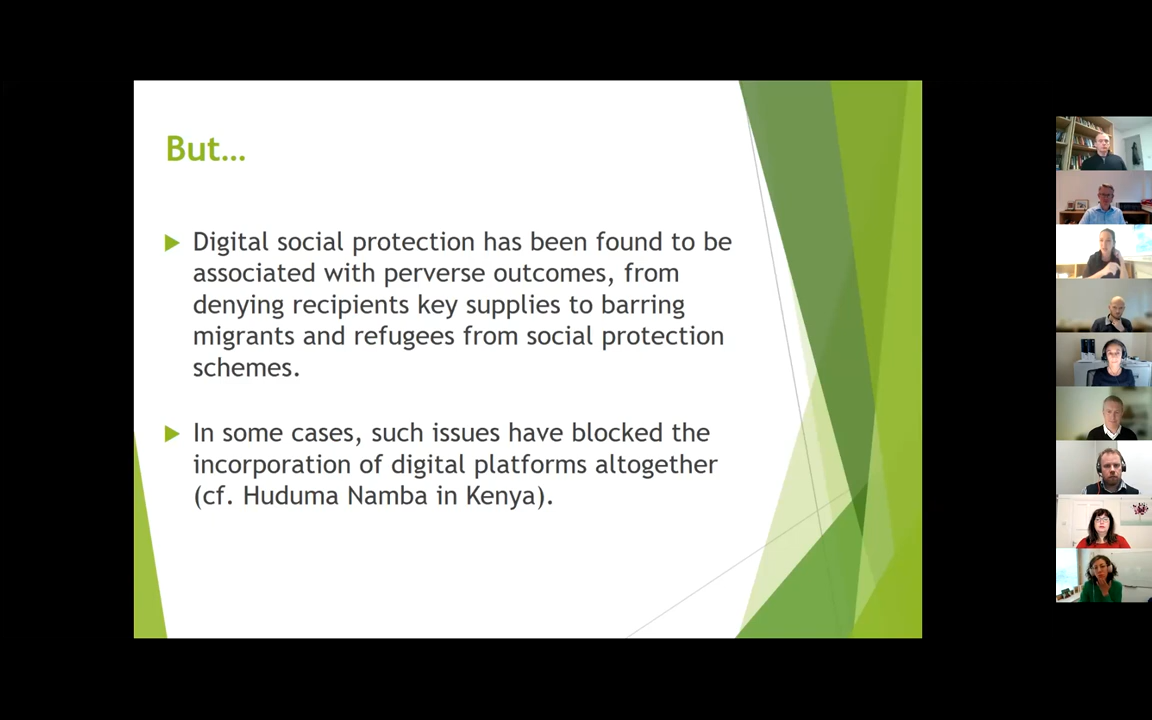 But...
Digital social protection has been found to be
associated with perverse outcomes, from
denying recipients key supplies to barring
migrants and refugees from social protection
schemes.
In some cases, such issues have blocked the
incorporation of digital platforms altogether
(cf. Huduma Namba in Kenya).